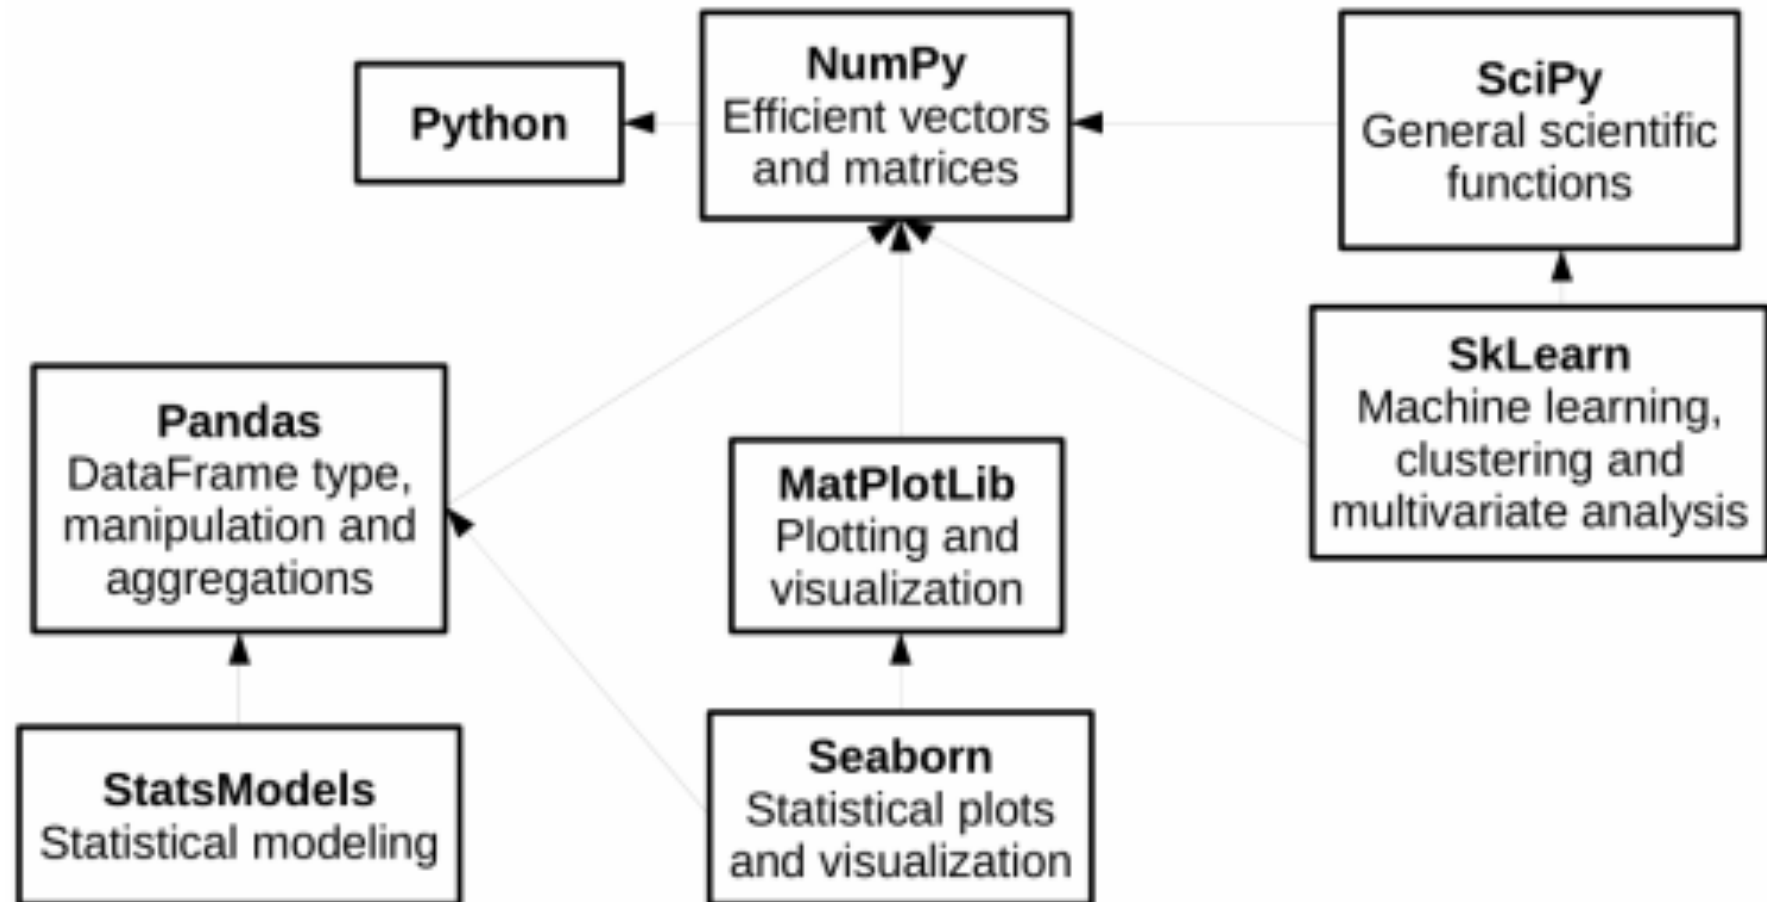 Python
NumPy
Efficient vectors
and matrices
SciPy
General scientific
functions
Pandas
DataFrame type,
manipulation and
aggregations
MatPlotLib
Plotting and
visualization
SkLearn
Machine learning,
clustering and
multivariate analysis
StatsModels
Statistical modeling
Seaborn
Statistical plots
and visualization